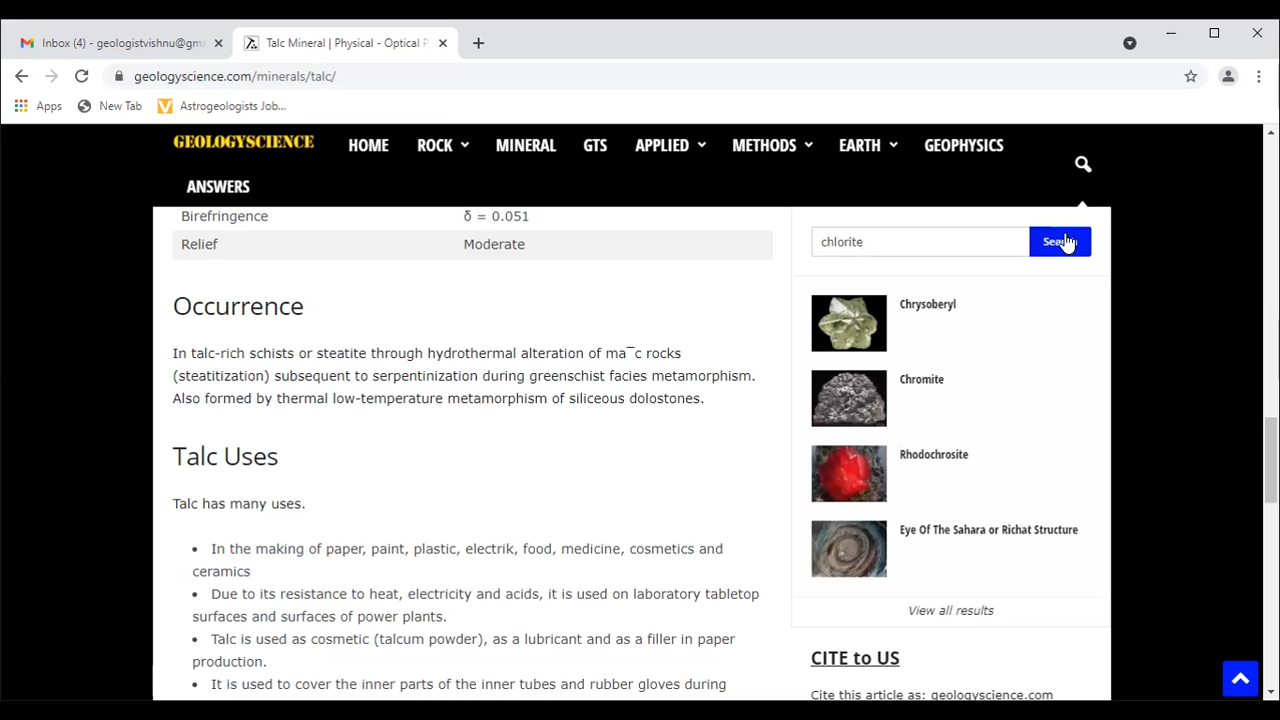 Inbox (4) - geologistvishnu@gma
Talc Mineral | Physical - Optical P
geologyscience.com/minerals/talc/
Apps
New Tab
Astrogeologists Job...
GEOLOGYSCIENCE
HOME
ROCK
MINERAL
GTS
APPLIED
METHODS
EARTH
GEOPHYSICS
ANSWERS
Birefringence δ = 0.051
Relief Moderate
Occurrence
In talc-rich schists or steatite through hydrothermal alteration of ma¯c rocks
(steatitization) subsequent to serpentinization during greenschist facies metamorphism.
Also formed by thermal low-temperature metamorphism of siliceous dolostones.
Talc Uses
Talc has many uses.
• In the making of paper, paint, plastic, electrik, food, medicine, cosmetics and
ceramics
• Due to its resistance to heat, electricity and acids, it is used on laboratory tabletop
surfaces and surfaces of power plants.
• Talc is used as cosmetic (talcum powder), as a lubricant and as a filler in paper
production.
• It is used to cover the inner parts of the inner tubes and rubber gloves during
chlorite
Chrysoberyl
Chromite
Rhodochrosite
Eye Of The Sahara or Richat Structure
View all results
CITE to US
Cite this article as: geologyscience.com